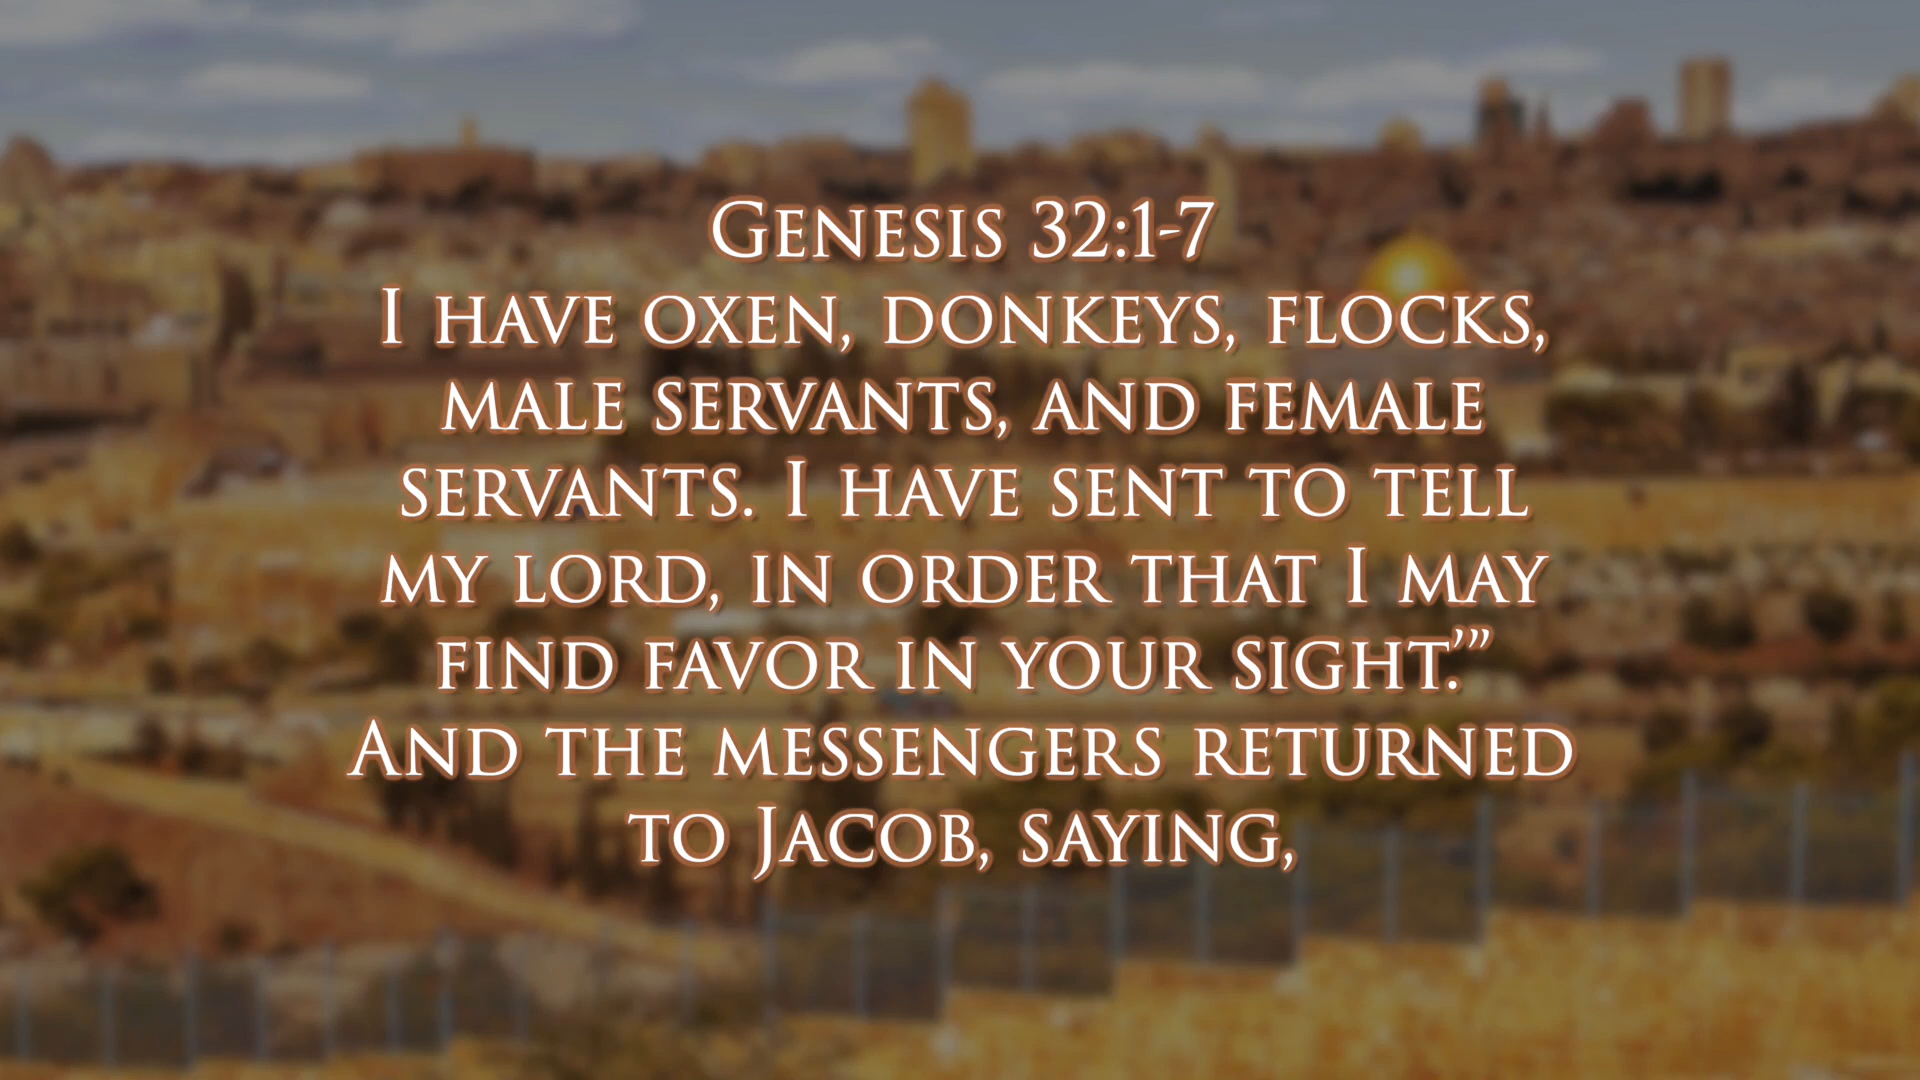 Genesis 32:1-7
I have oxen, donkeys, flocks,
male servants, and female
servants. I have sent to tell
my lord, in order that I may
find favor in your sight.’”
And the messengers returned
to Jacob, saying,